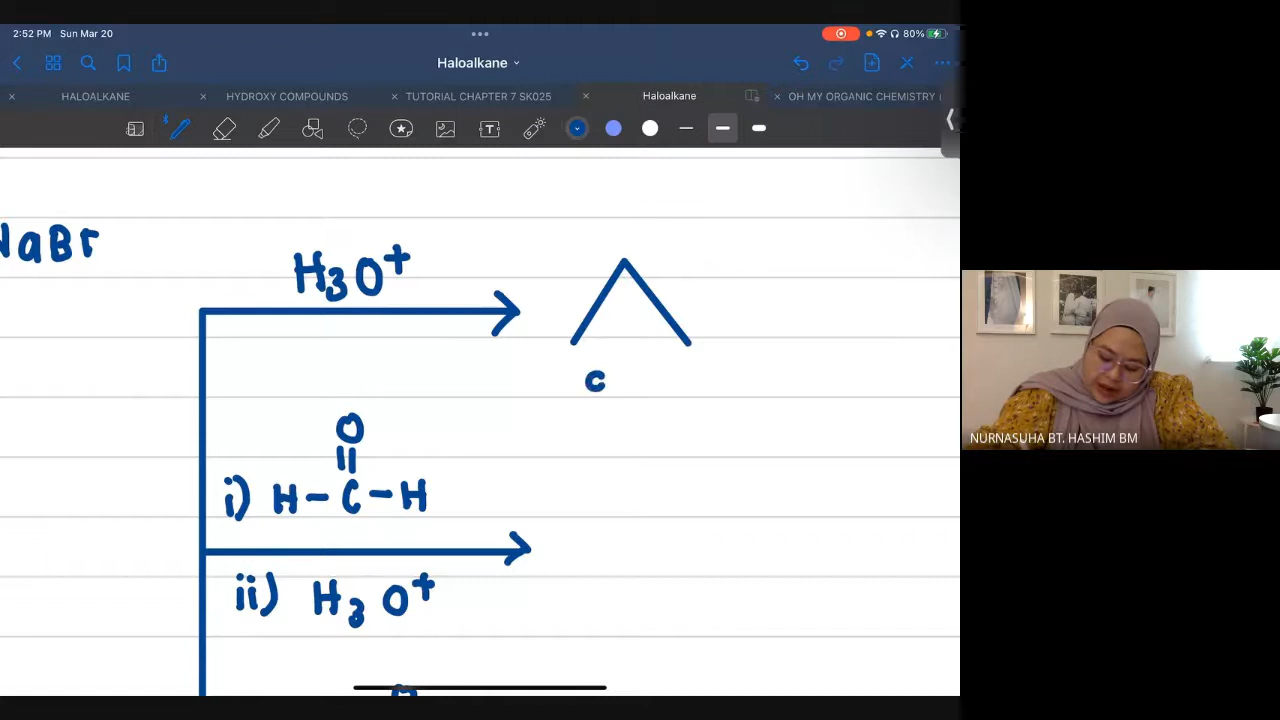 2:52 PM Sun Mar 20
80%
Haloalkane
HALOALKANE
HYDROXY COMPOUNDS
TUTORIAL CHAPTER 7 SK025
Haloalkane
OH MY ORGANIC CHEMISTRY
NaBr
H3O+
c
O
i) H-C-H
ii) H3O+
NURNASUHA BT. HASHIM BM